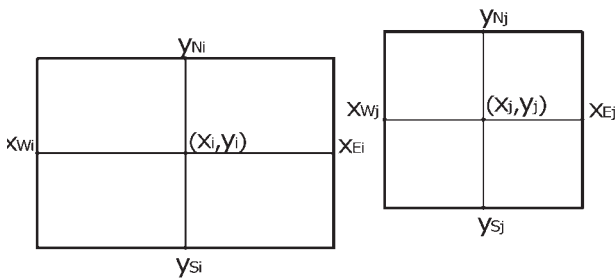 yNi
xWi
(xi,yi)
xEi
ySi
yNj
xWj
(xj,yj)
xEj
ySj